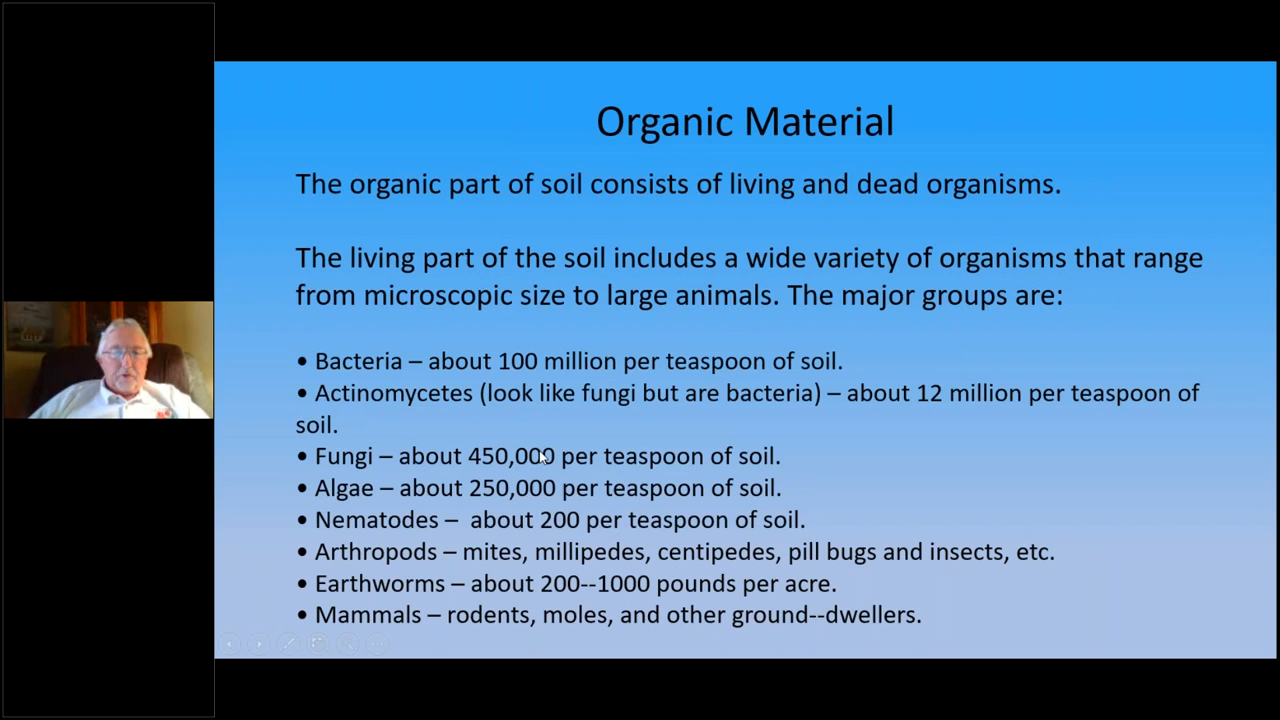 Organic Material
The organic part of soil consists of living and dead organisms.
The living part of the soil includes a wide variety of organisms that range
from microscopic size to large animals. The major groups are:
• Bacteria – about 100 million per teaspoon of soil.
• Actinomycetes (look like fungi but are bacteria) – about 12 million per teaspoon of
soil.
• Fungi – about 450,000 per teaspoon of soil.
• Algae – about 250,000 per teaspoon of soil.
• Nematodes –  about 200 per teaspoon of soil.
• Arthropods – mites, millipedes, centipedes, pill bugs and insects, etc.
• Earthworms – about 200--1000 pounds per acre.
• Mammals – rodents, moles, and other ground--dwellers.